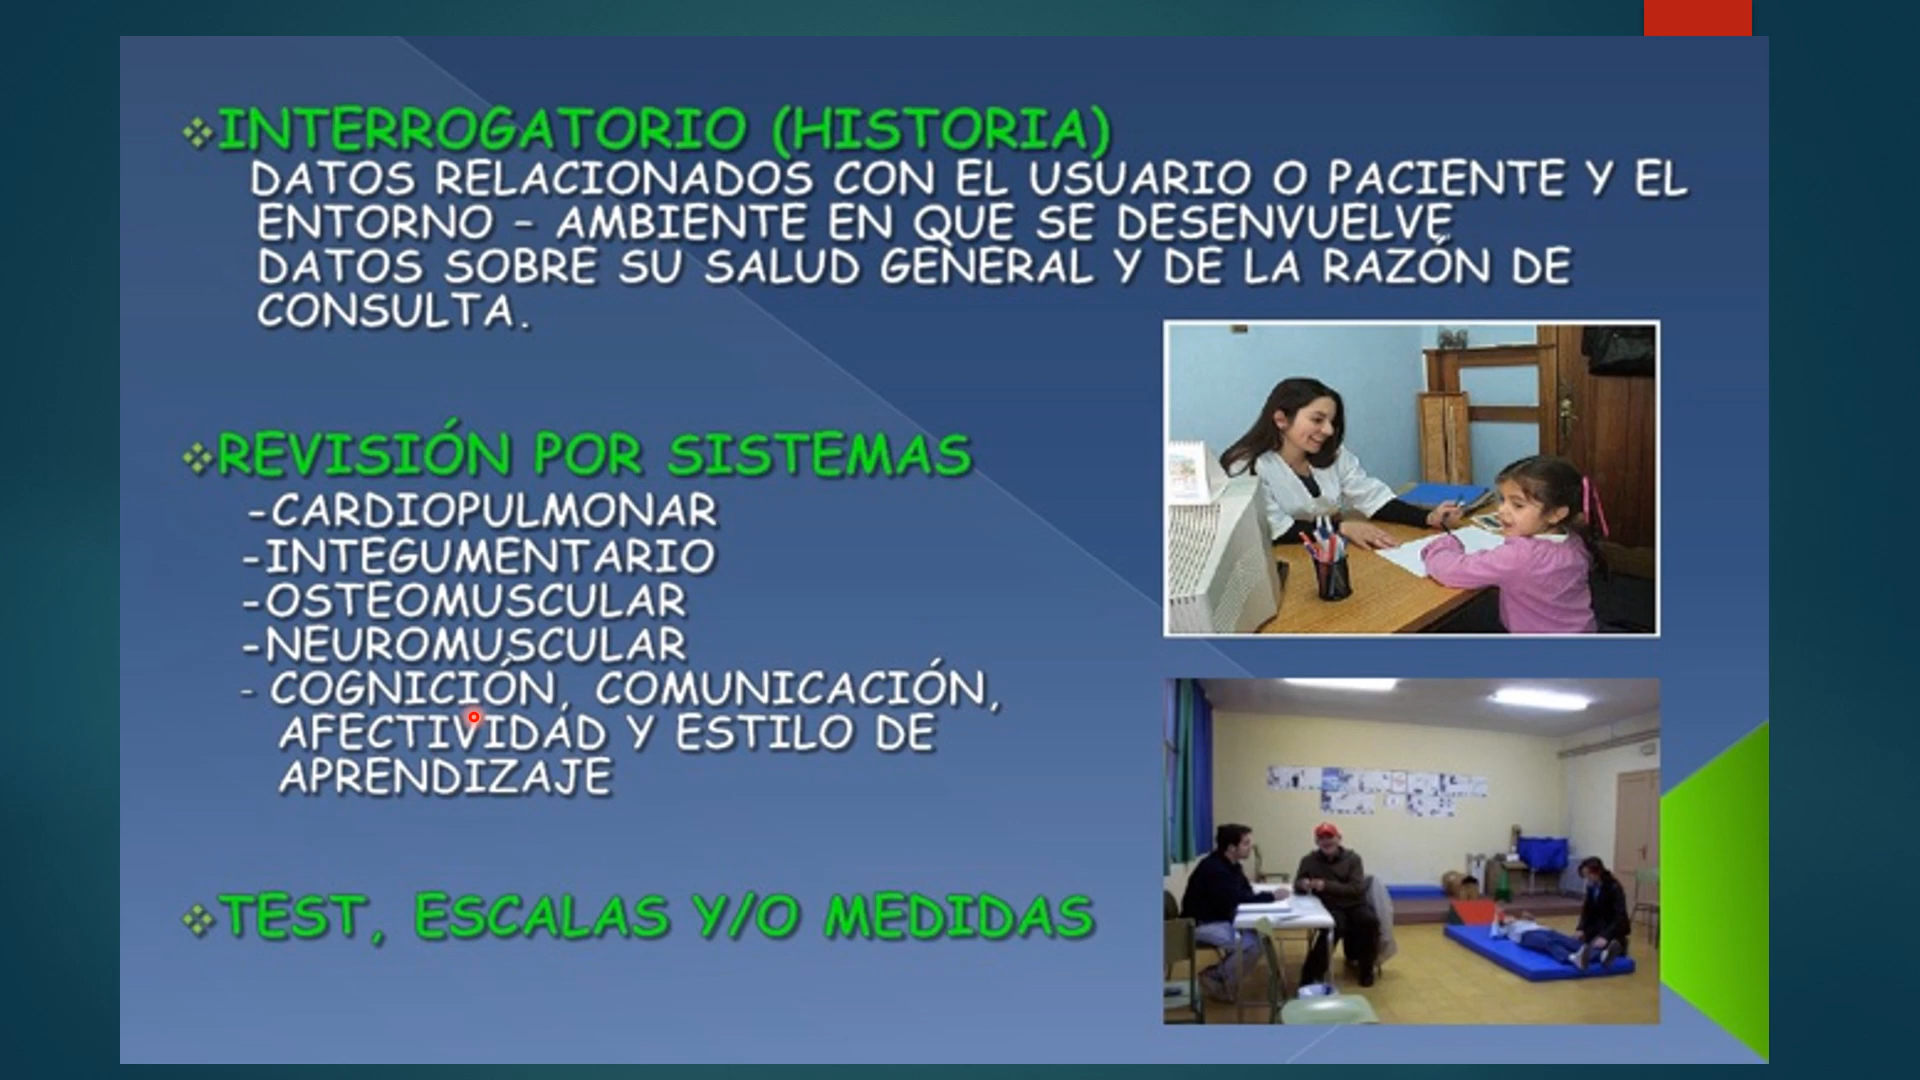 ❖INTERROGATORIO (HISTORIA)
DATOS RELACIONADOS CON EL USUARIO O PACIENTE Y EL
ENTORNO – AMBIENTE EN QUE SE DESENVUELVE
DATOS SOBRE SU SALUD GENERAL Y DE LA RAZÓN DE
CONSULTA.
❖REVISIÓN POR SISTEMAS
-CARDIOPULMONAR
-INTEGUMENTARIO
-OSTEOMUSCULAR
-NEUROMUSCULAR
- COGNICIÓN, COMUNICACIÓN,
AFECTIVIDAD Y ESTILO DE
APRENDIZAJE
❖TEST, ESCALAS Y/O MEDIDAS